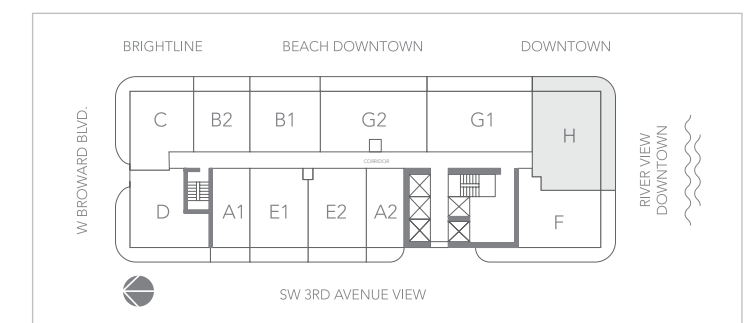 BRIGHTLINE BEACH DOWNTOWN DOWNTOWN
W BROWARD BLVD.
C B2 B1 G2 G1 H
CORRIDOR
D A1 E1 E2 A2 F
RIVER VIEW
DOWNTOWN
SW 3RD AVENUE VIEW